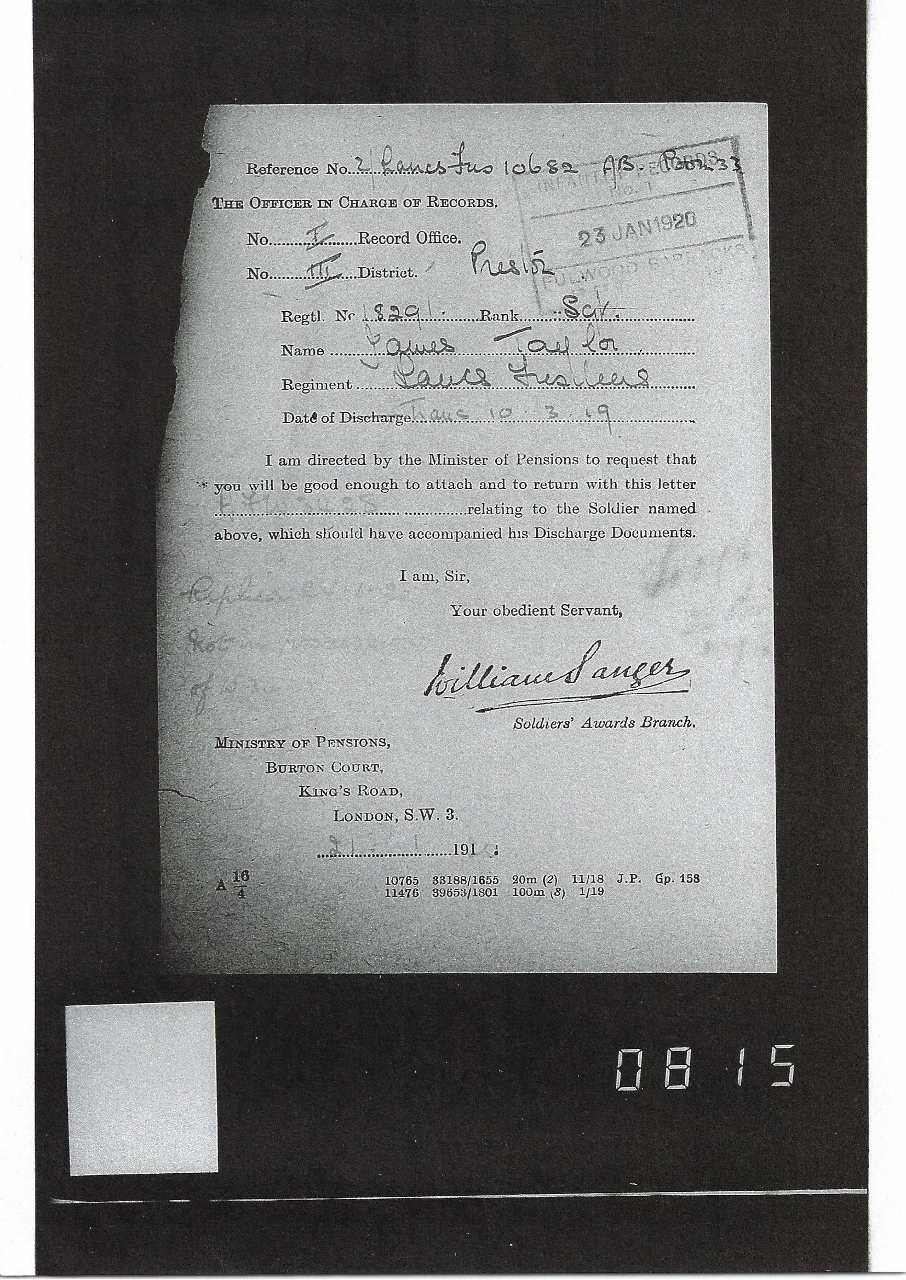 Reference No. 2/ Lancs Fus 10682 AB.
INFANTRY RECORDS
No. 1
23 JAN 1920
FULWOOD BARRACKS
THE OFFICER IN CHARGE OF RECORDS.
No. I Record Office.
No. III District. Preston
Regtl. No 18291. Rank Sgt.
Name James Taylor
Regiment Lancs Fusiliers
Date of Discharge Trans 10 . 3 . 19
I am directed by the Minister of Pensions to request that
you will be good enough to attach and to return with this letter
relating to the Soldier named
above, which should have accompanied his Discharge Documents.
I am, Sir,
Your obedient Servant,
William Sanger
Soldiers' Awards Branch.
Not in possession
of
MINISTRY OF PENSIONS,
BURTON COURT,
KING'S ROAD,
LONDON, S.W. 3.
191
A 16/4
10765 33188/1655 20m (2) 11/18 J.P. Gp. 158
11476 39653/1801 100m (8) 1/19
0815